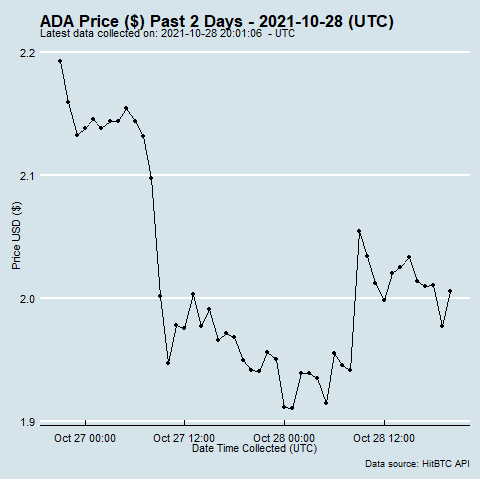 ADA Price ($) Past 2 Days - 2021-10-28 (UTC)
Latest data collected on: 2021-10-28 20:01:06 - UTC
2.2
2.1
2.0
1.9
Price USD ($)
Oct 27 00:00 Oct 27 12:00 Oct 28 00:00 Oct 28 12:00
Date Time Collected (UTC)
Data source: HitBTC API